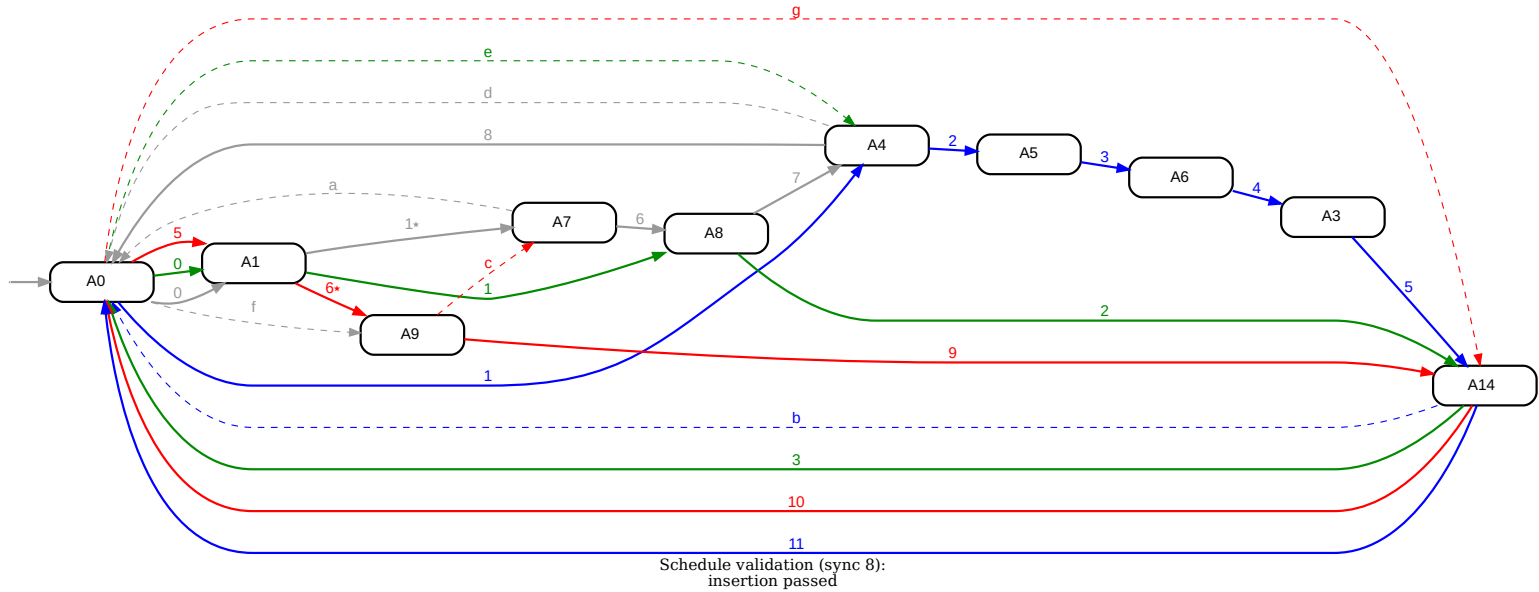 g
e
d
8
A4
2
A5
3
A6
4
A3
a
A7
7
1*
6
A8
5
A1
0
A0
0
c
6*
1
f
A9
5
2
9
1
A14
b
3
10
11
Schedule validation (sync 8):
insertion passed